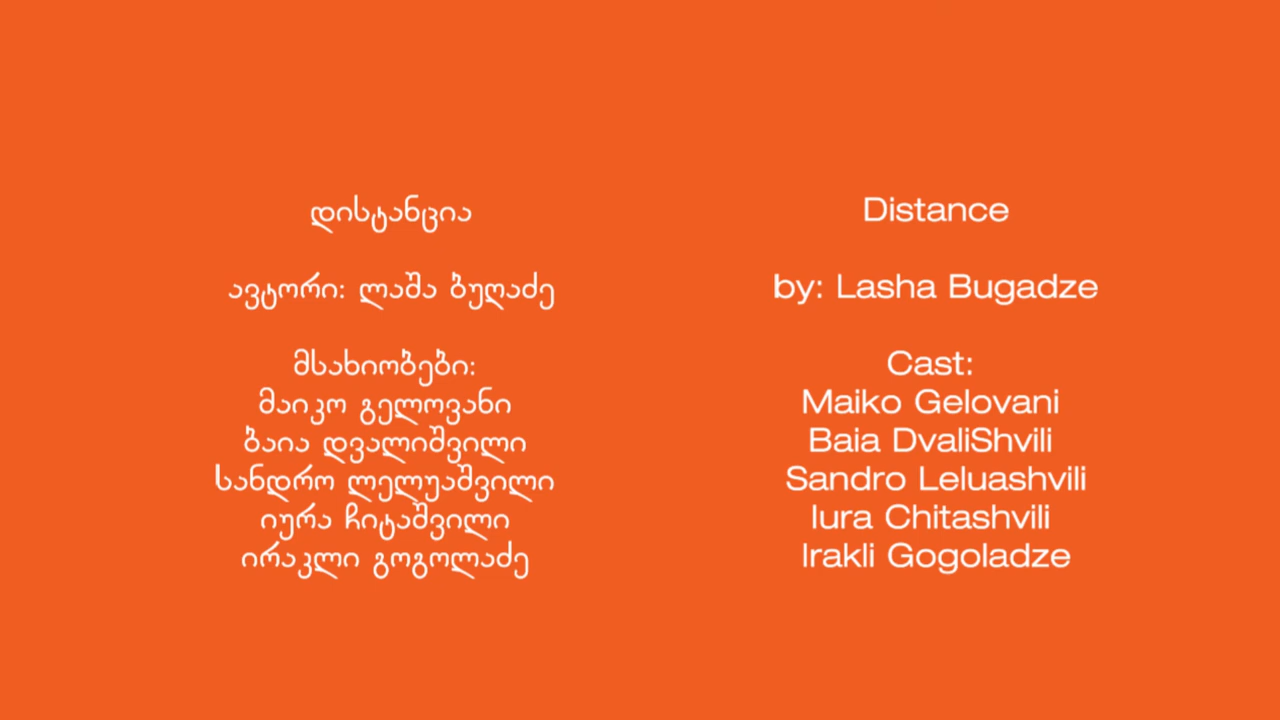 დისტანცია
ავტორი: ლაშა ბუღაძე
მსახიობები:
მაიკო გელოვანი
ბაია დვალიშვილი
სანდრო ლელუაშვილი
იურა ჩიტაშვილი
ირაკლი გოგოლაძე
Distance
by: Lasha Bugadze
Cast:
Maiko Gelovani
Baia DvaliShvili
Sandro Leluashvili
Iura Chitashvili
Irakli Gogoladze